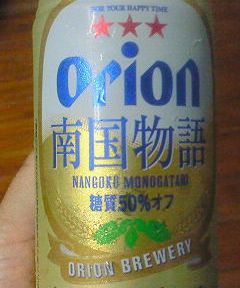 FOR YOUR HAPPY TIME
Orion
南国物語
NANGOKU MONOGATARI
糖質50%オフ
ORION BREWERY